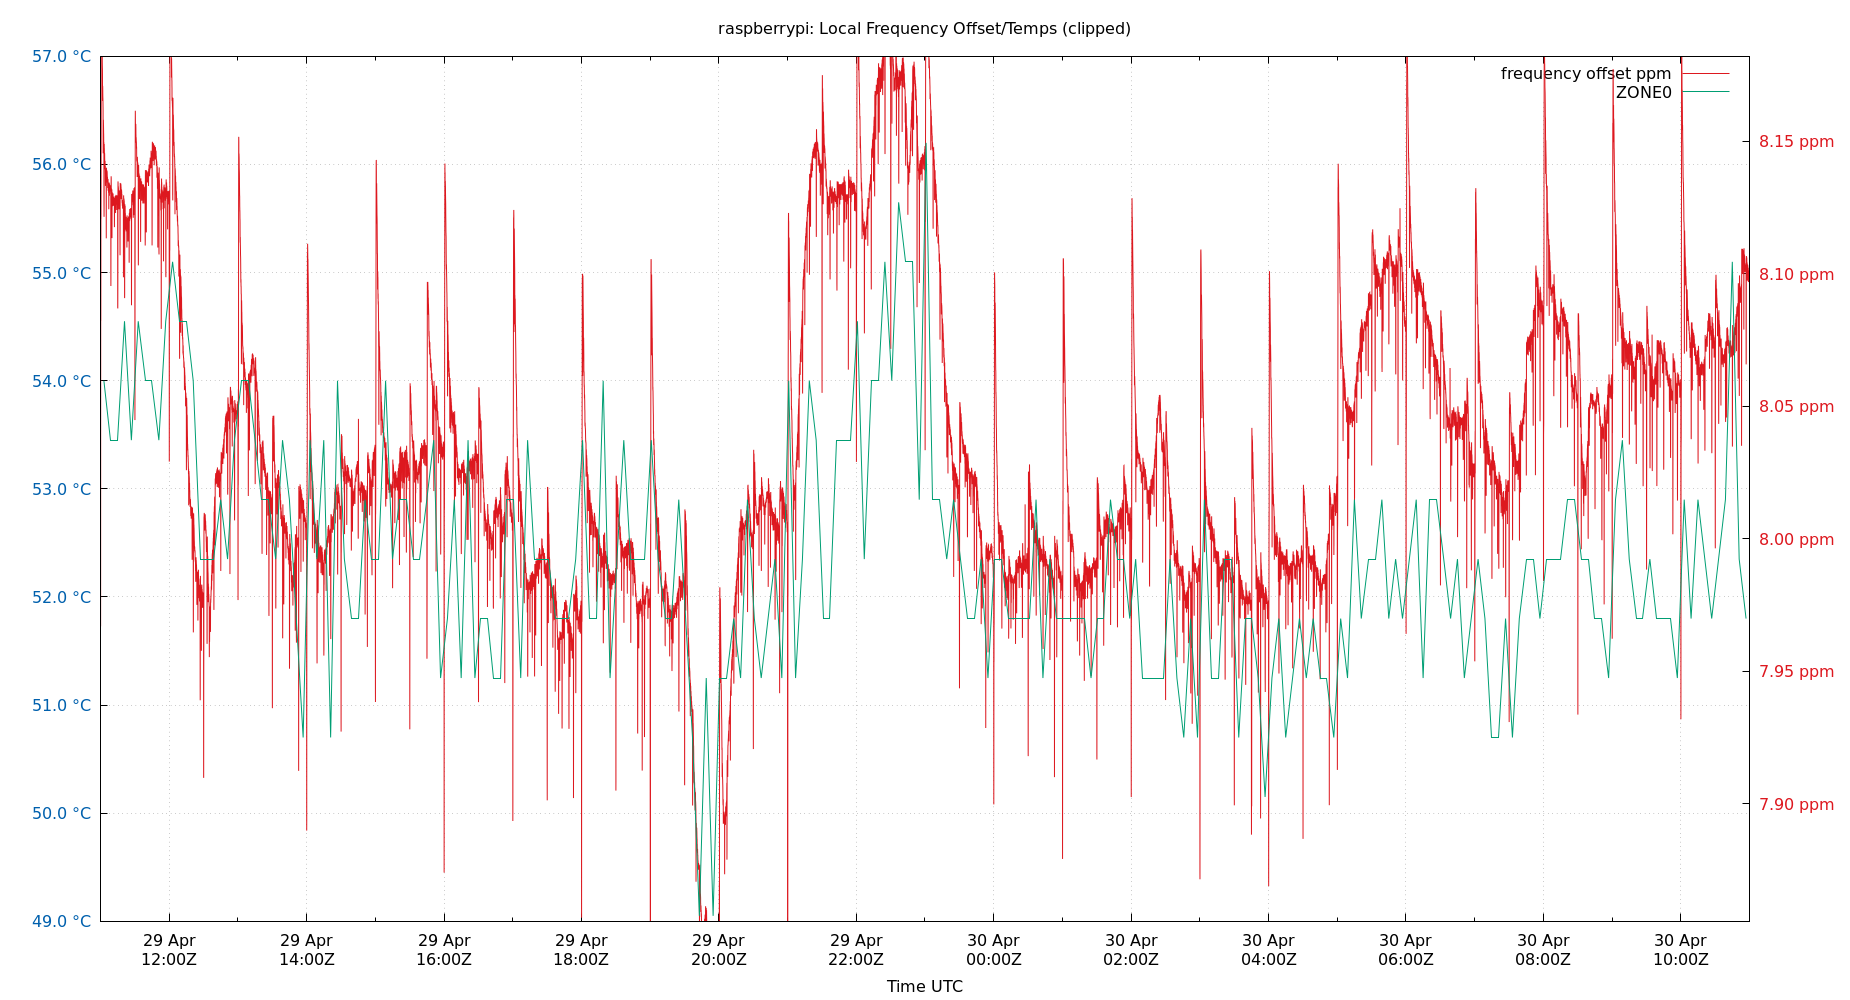 raspberrypi: Local Frequency Offset/Temps (clipped)
frequency offset ppm
ZONE0
57.0 °C
56.0 °C
55.0 °C
54.0 °C
53.0 °C
52.0 °C
51.0 °C
50.0 °C
49.0 °C
8.15 ppm
8.10 ppm
8.05 ppm
8.00 ppm
7.95 ppm
7.90 ppm
29 Apr
12:00Z
29 Apr
14:00Z
29 Apr
16:00Z
29 Apr
18:00Z
29 Apr
20:00Z
29 Apr
22:00Z
30 Apr
00:00Z
30 Apr
02:00Z
30 Apr
04:00Z
30 Apr
06:00Z
30 Apr
08:00Z
30 Apr
10:00Z
Time UTC